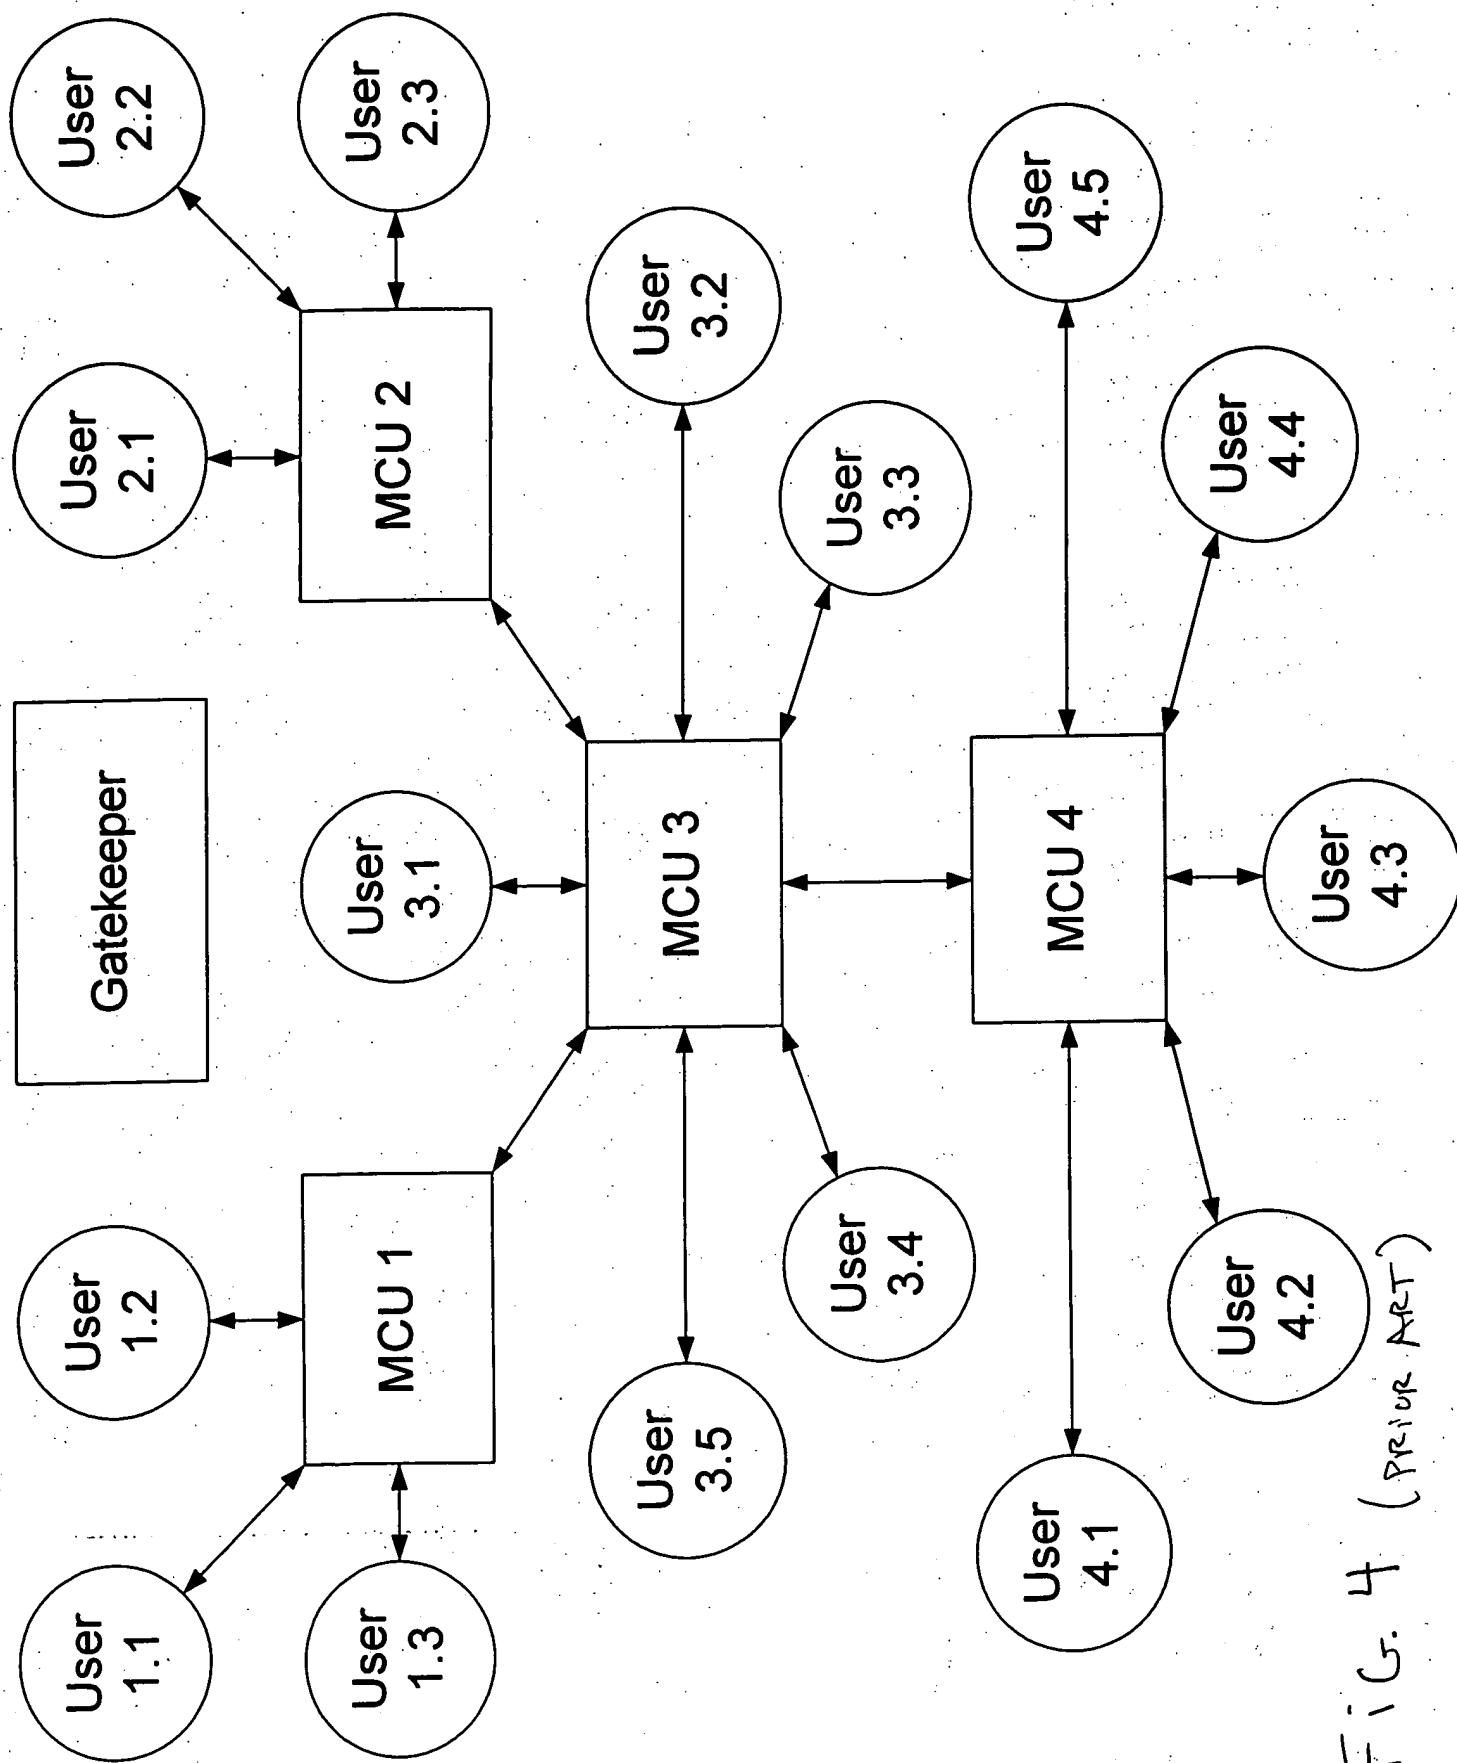 Gatekeeper
User
1.1
User
1.2
User
2.1
User
2.2
User
1.3
MCU 1
User
3.1
MCU 2
User
2.3
User
3.5
MCU 3
User
3.2
User
3.4
User
3.3
User
4.1
MCU 4
User
4.5
User
4.2
User
4.3
User
4.4
FiG. 4 (PRIOR ART)